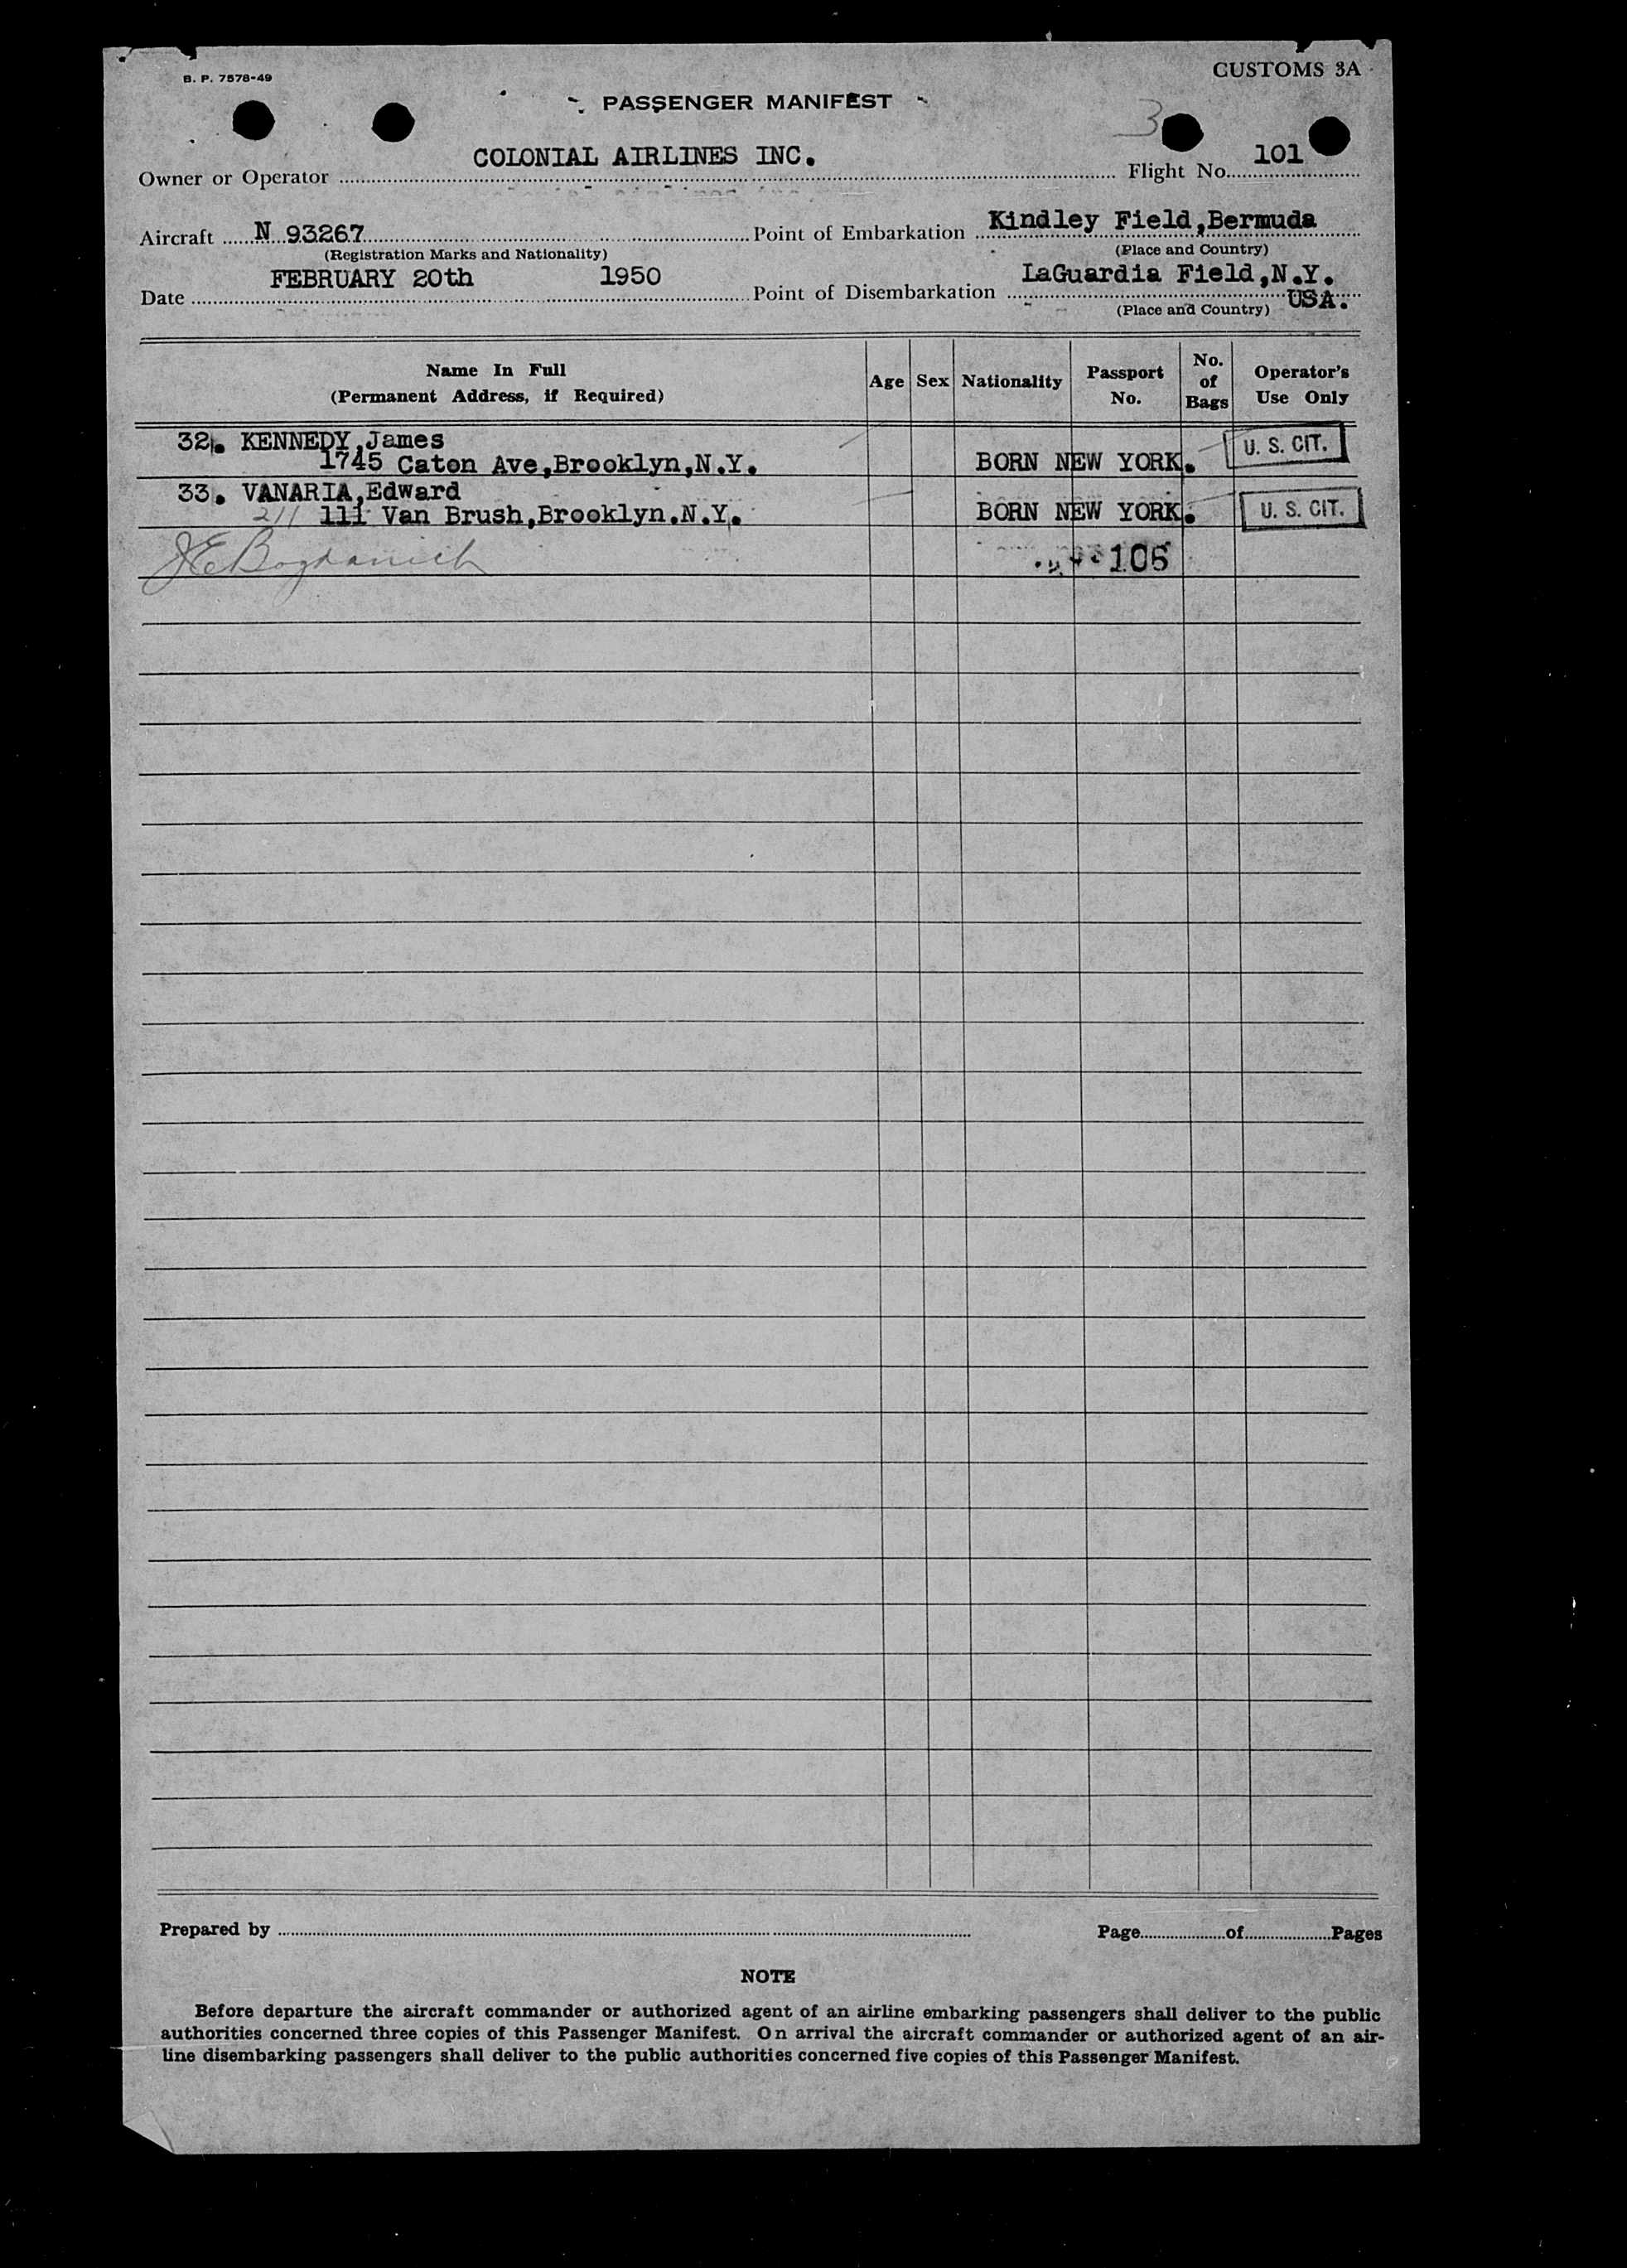 B. P. 7578-49
CUSTOMS 3A
PASSENGER MANIFEST
3
COLONIAL AIRLINES INC.
101
Owner or Operator
Flight No.
Aircraft N 93267
Point of Embarkation Kindley Field,Bermuda
(Registration Marks and Nationality)
(Place and Country)
Date FEBRUARY 20th 1950
Point of Disembarkation LaGuardia Field,N.Y.
USA.
(Place and Country)
Name In Full
(Permanent Address, if Required)
Age
Sex
Nationality
Passport
No.
No.
of
Bags
Operator's
Use Only
32. KENNEDY,James
1745 Caton Ave,Brooklyn,N.Y.
BORN NEW YORK.
U. S. CIT.
33. VANARIA,Edward
211 111 Van Brush,Brooklyn.N.Y.
BORN NEW YORK.
U. S. CIT.
JE Bogdanich
106
Prepared by
Page of Pages
NOTE
Before departure the aircraft commander or authorized agent of an airline embarking passengers shall deliver to the public
authorities concerned three copies of this Passenger Manifest. On arrival the aircraft commander or authorized agent of an air-
line disembarking passengers shall deliver to the public authorities concerned five copies of this Passenger Manifest.